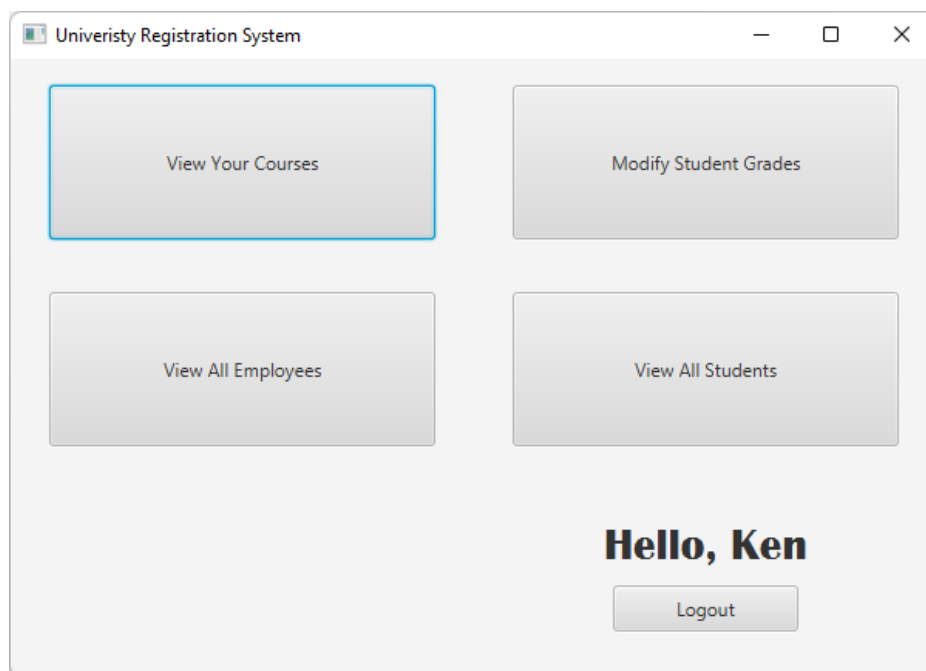 Univeristy Registration System
View Your Courses
Modify Student Grades
View All Employees
View All Students
Hello, Ken
Logout